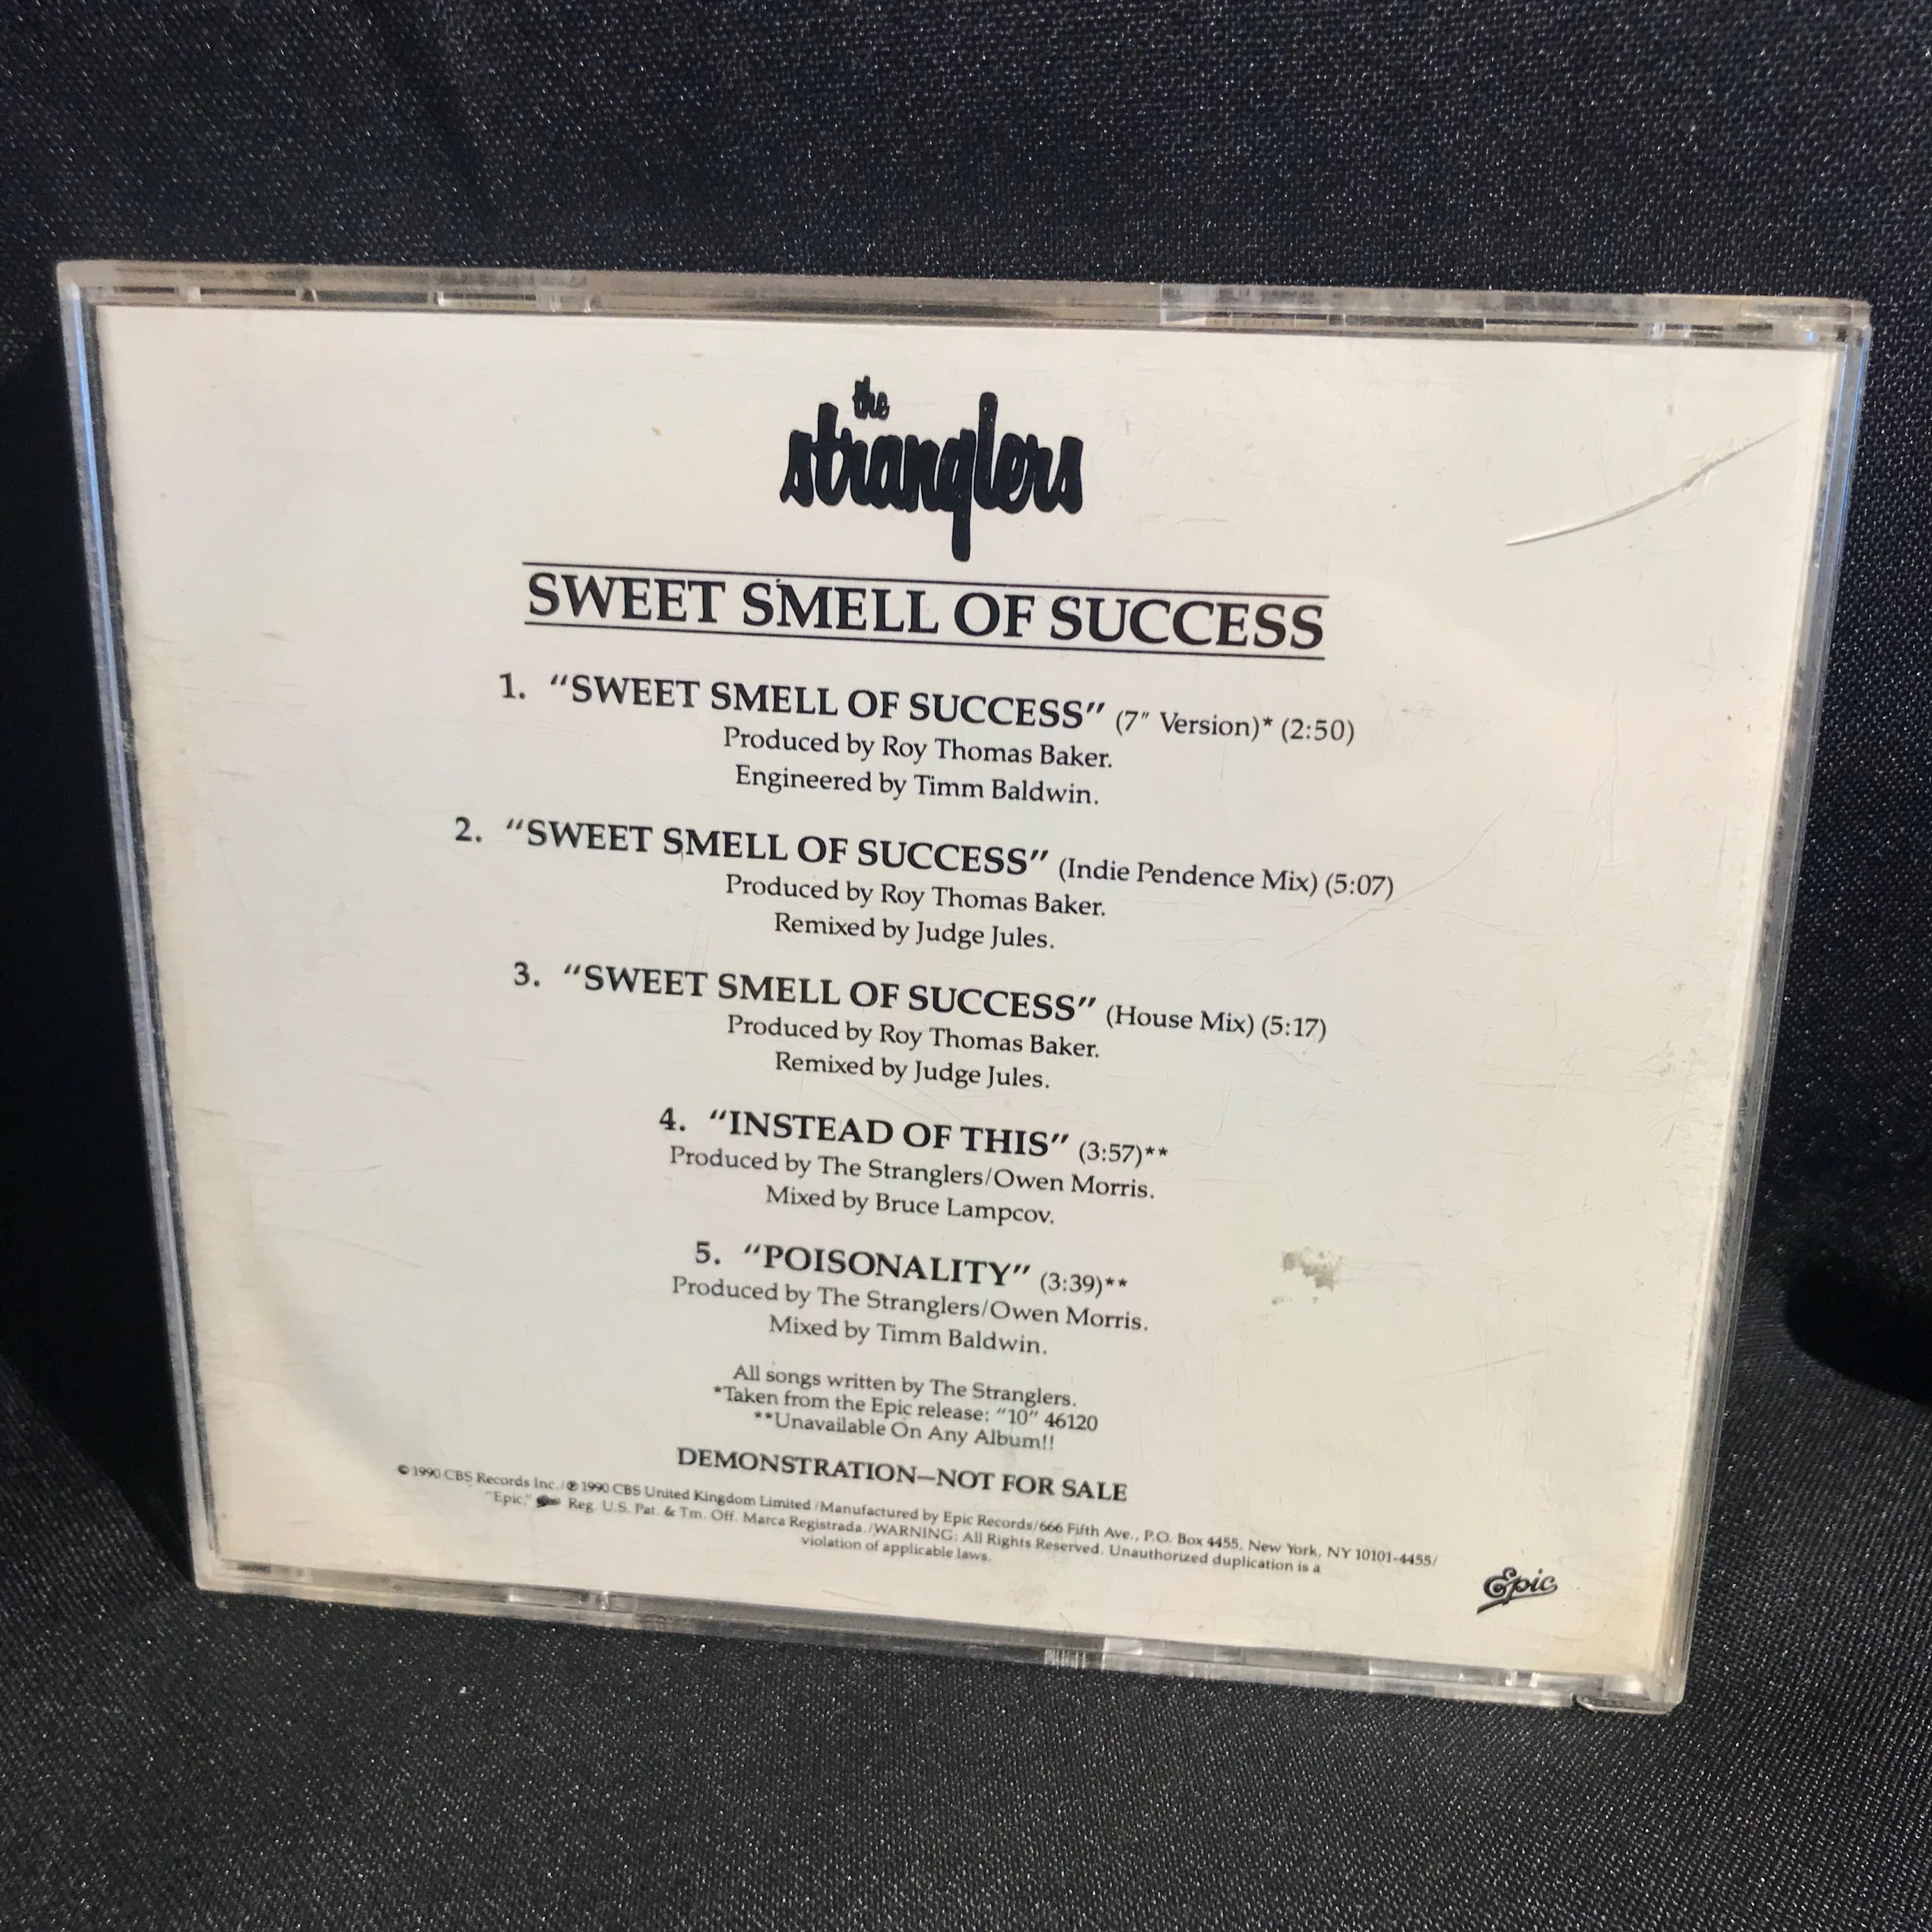 the
stranglers
SWEET SMELL OF SUCCESS
1. "SWEET SMELL OF SUCCESS" (7" Version)* (2:50)
Produced by Roy Thomas Baker.
Engineered by Timm Baldwin.
2. "SWEET SMELL OF SUCCESS" (Indie Pendence Mix) (5:07)
Produced by Roy Thomas Baker.
Remixed by Judge Jules.
3. "SWEET SMELL OF SUCCESS" (House Mix) (5:17)
Produced by Roy Thomas Baker.
Remixed by Judge Jules.
4. "INSTEAD OF THIS" (3:57)**
Produced by The Stranglers/Owen Morris.
Mixed by Bruce Lampcov.
5. "POISONALITY" (3:39)**
Produced by The Stranglers/Owen Morris.
Mixed by Timm Baldwin.
All songs written by The Stranglers.
*Taken from the Epic release: "10" 46120
**Unavailable On Any Album!!
DEMONSTRATION—NOT FOR SALE
© 1990 CBS Records Inc./℗ 1990 CBS United Kingdom Limited/Manufactured by Epic Records/666 Fifth Ave., P.O. Box 4455, New York, NY 10101-4455/
"Epic," Reg. U.S. Pat. & Tm. Off. Marca Registrada./WARNING: All Rights Reserved. Unauthorized duplication is a
violation of applicable laws.
Epic